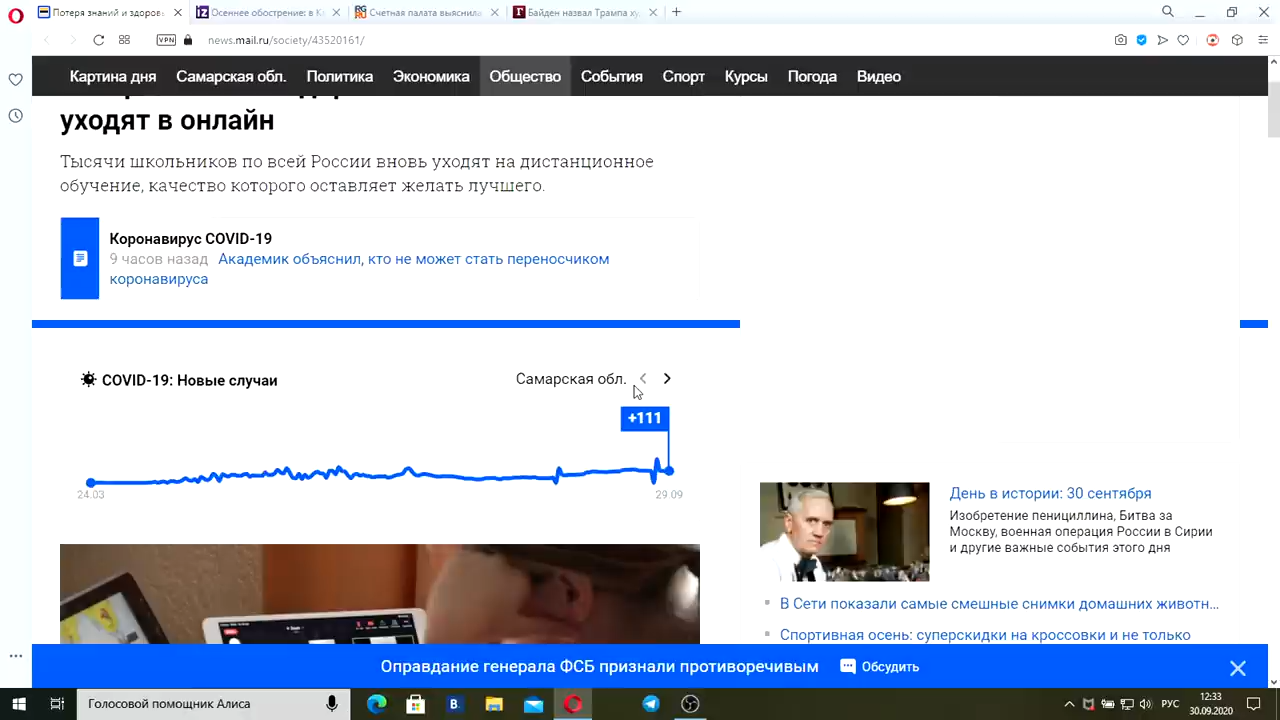 Потеря знаний и здоровь
Осеннее обострение: в К
Счетная палата выяснила
Байден назвал Трампа ху
VPN
news.mail.ru/society/43520161/
Картина дня Самарская обл. Политика Экономика Общество События Спорт Курсы Погода Видео
уходят в онлайн
Тысячи школьников по всей России вновь уходят на дистанционное
обучение, качество которого оставляет желать лучшего.
Коронавирус COVID-19
9 часов назад Академик объяснил, кто не может стать переносчиком
коронавируса
COVID-19: Новые случаи
Самарская обл.
+111
24.03
29.09
День в истории: 30 сентября
Изобретение пенициллина, Битва за
Москву, военная операция России в Сирии
и другие важные события этого дня
В Сети показали самые смешные снимки домашних животн...
Спортивная осень: суперскидки на кроссовки и не только
Оправдание генерала ФСБ признали противоречивым
Обсудить
Голосовой помощник Алиса
РУС
12:33
30.09.2020